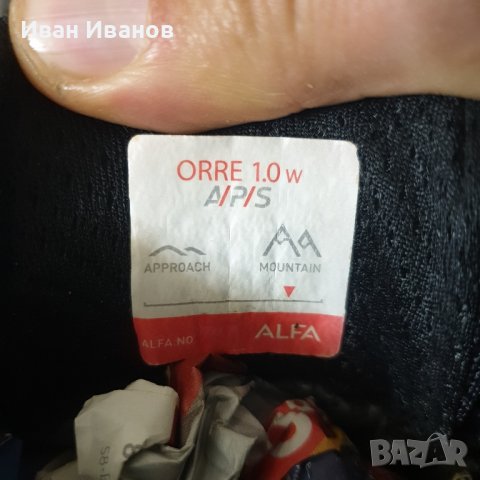 Иван Иванов
ORRE 1.0 W
A/P/S
APPROACH MOUNTAIN
ALFA.NO ALFA
BAZAR